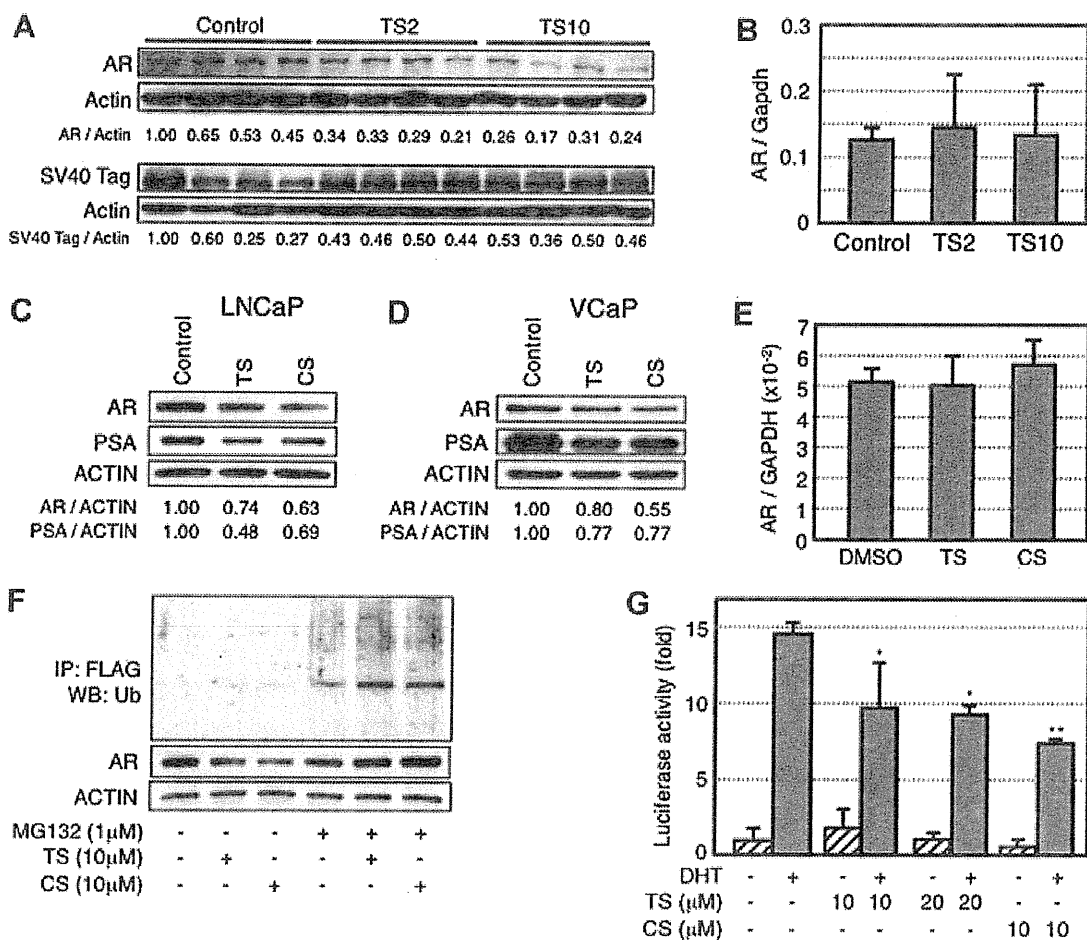 A
Control TS2 TS10
AR
Actin
AR / Actin 1.00 0.65 0.53 0.45 0.34 0.33 0.29 0.21 0.26 0.17 0.31 0.24
SV40 Tag
Actin
SV40 Tag / Actin 1.00 0.60 0.25 0.27 0.43 0.46 0.50 0.44 0.53 0.36 0.50 0.46
B
AR / Gapdh
0.3
0.2
0.1
0
Control TS2 TS10
C
LNCaP
Control TS CS
AR
PSA
ACTIN
AR / ACTIN 1.00 0.74 0.63
PSA / ACTIN 1.00 0.48 0.69
D
VCaP
Control TS CS
AR
PSA
ACTIN
AR / ACTIN 1.00 0.80 0.55
PSA / ACTIN 1.00 0.77 0.77
E
AR / GAPDH (x10⁻²)
7
6
5
4
3
2
1
0
DMSO TS CS
F
IP: FLAG
WB: Ub
AR
ACTIN
MG132 (1μM) - - - + + +
TS (10μM) - + - - + -
CS (10μM) - - + - - +
G
Luciferase activity (fold)
15
10
5
0
* * **
DHT - + - + - + - +
TS (μM) - - 10 10 20 20 - -
CS (μM) - - - - - - 10 10